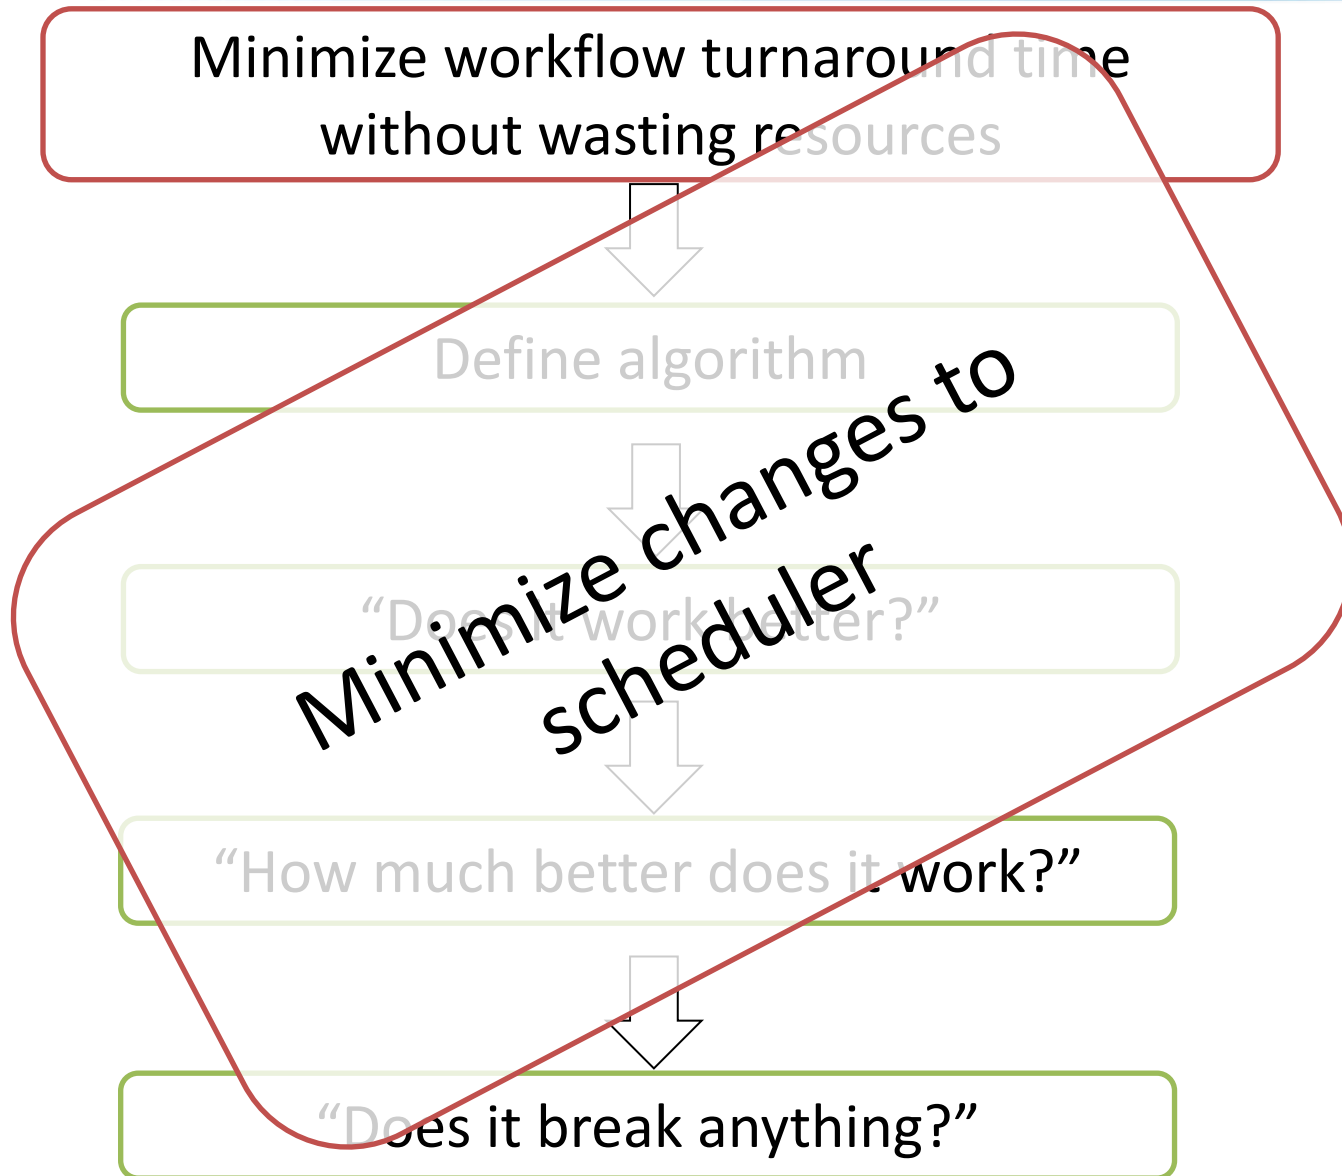 Minimize workflow turnaround time
without wasting resources
Define algorithm
“Does it work better?”
“How much better does it work?”
“Does it break anything?”
Minimize changes to
scheduler